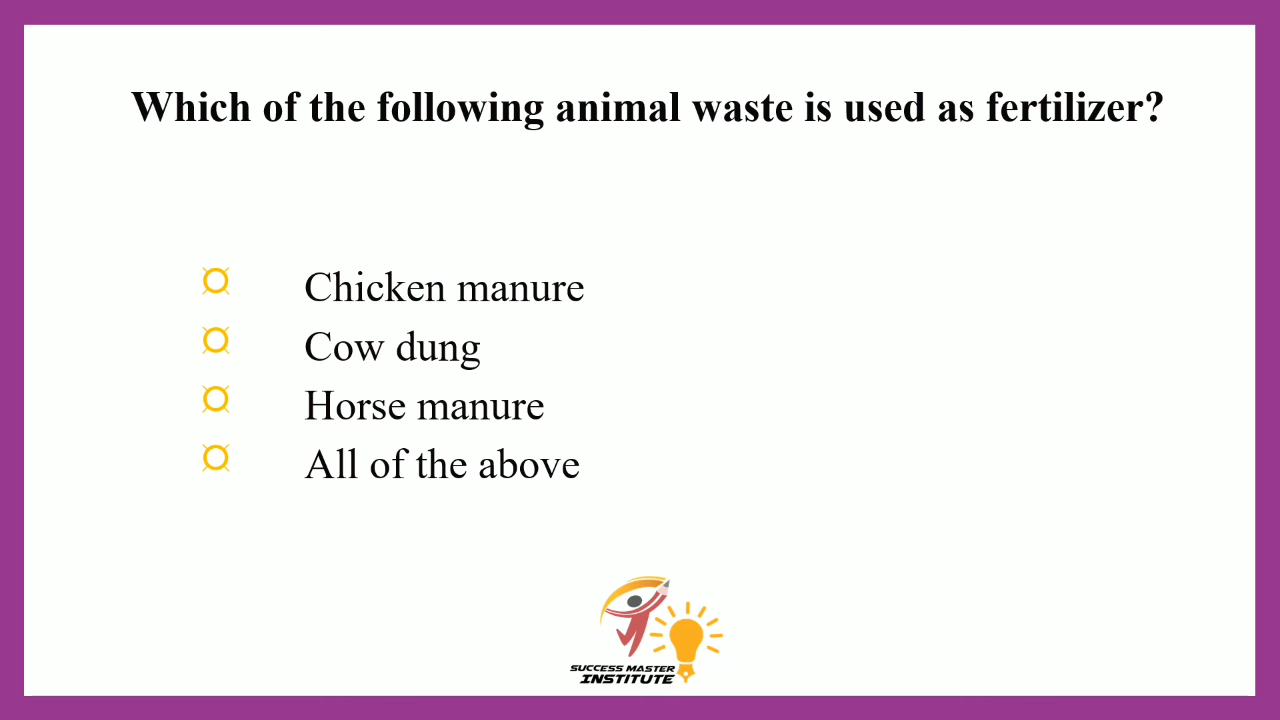 Which of the following animal waste is used as fertilizer?
¤ Chicken manure
¤ Cow dung
¤ Horse manure
¤ All of the above
SUCCESS MASTER
INSTITUTE